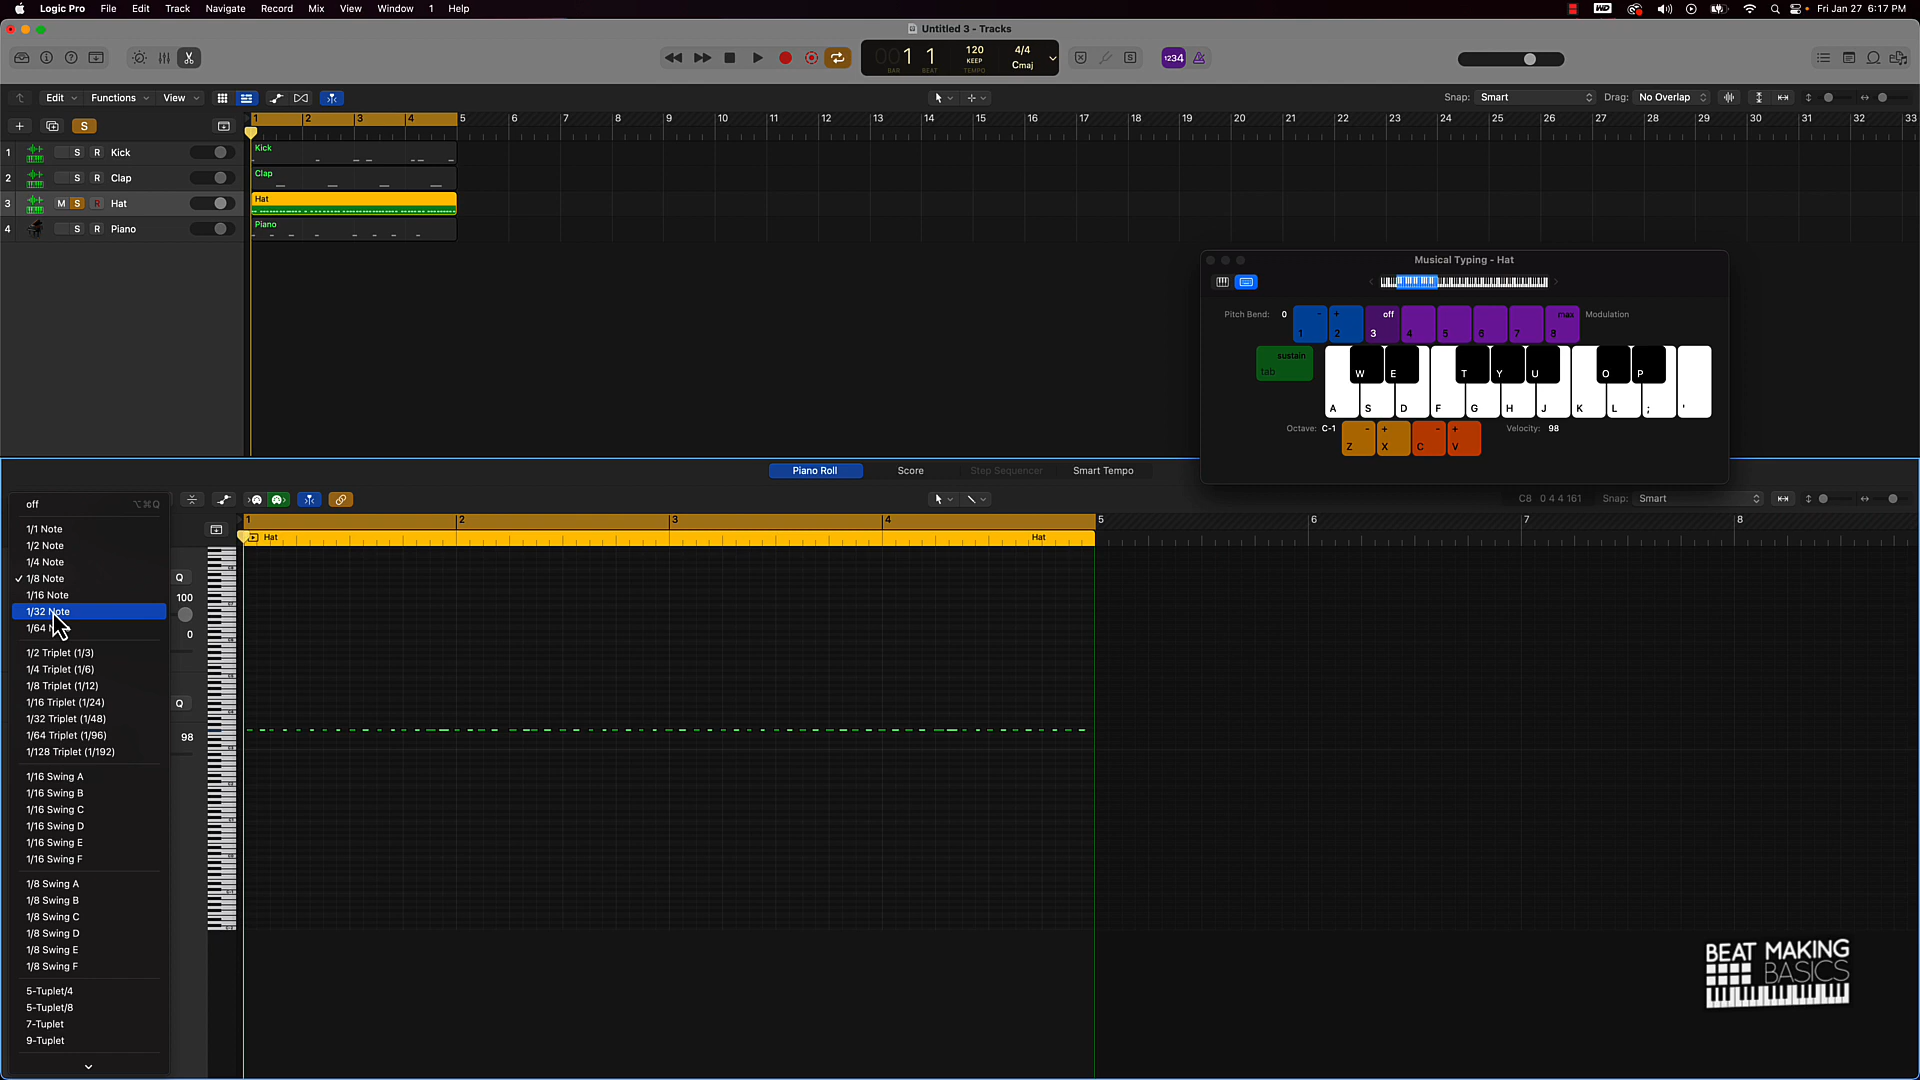 Logic Pro File Edit Track Navigate Record Mix View Window 1 Help
WD Fri Jan 27 6:17 PM
Untitled 3 - Tracks
001 1 120 4/4
KEEP Cmaj
BAR BEAT TEMPO
1234
Edit Functions View
Snap: Smart Drag: No Overlap
S
1 2 3 4 5 6 7 8 9 10 11 12 13 14 15 16 17 18 19 20 21 22 23 24 25 26 27 28 29 30 31 32 33
1 S R Kick
Kick
2 S R Clap
Clap
3 M S R Hat
Hat
4 S R Piano
Piano
Musical Typing - Hat
Pitch Bend: 0 - + off max Modulation
1 2 3 4 5 6 7 8
sustain
tab
W E T Y U O P
A S D F G H J K L ; '
Octave: C-1 - + - + Velocity: 98
Z X C V
Piano Roll Score Step Sequencer Smart Tempo
C8 0 4 4 161 Snap: Smart
1 2 3 4 5 6 7 8
Hat Hat
off ⌥⌘Q
1/1 Note
1/2 Note
1/4 Note
✓ 1/8 Note
Q
1/16 Note
100
1/32 Note
1/64
0
1/2 Triplet (1/3)
1/4 Triplet (1/6)
1/8 Triplet (1/12)
1/16 Triplet (1/24)
Q
1/32 Triplet (1/48)
1/64 Triplet (1/96)
98
1/128 Triplet (1/192)
1/16 Swing A
1/16 Swing B
1/16 Swing C
1/16 Swing D
1/16 Swing E
1/16 Swing F
1/8 Swing A
1/8 Swing B
1/8 Swing C
1/8 Swing D
1/8 Swing E
1/8 Swing F
5-Tuplet/4
5-Tuplet/8
7-Tuplet
9-Tuplet
BEAT MAKING
BASICS